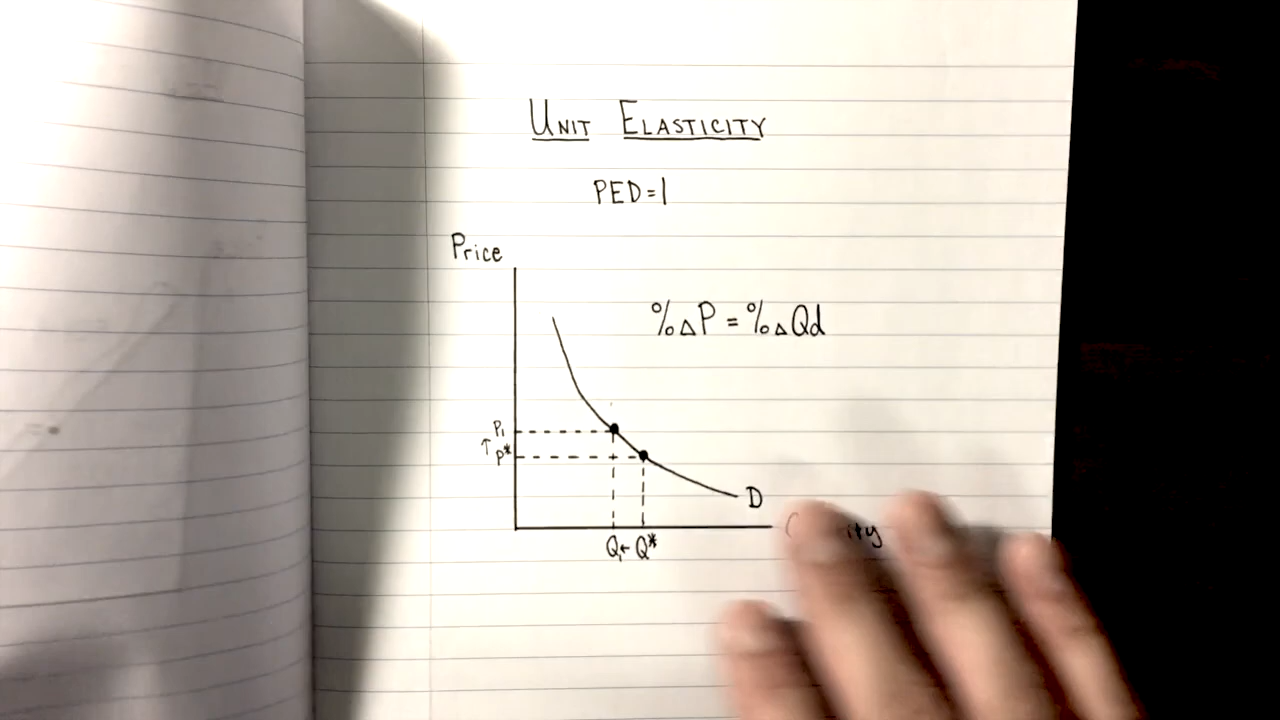 UNIT ELASTICITY
PED=1
Price
%ΔP = %ΔQd
P₁
↑ P*
D
Q₁← Q*